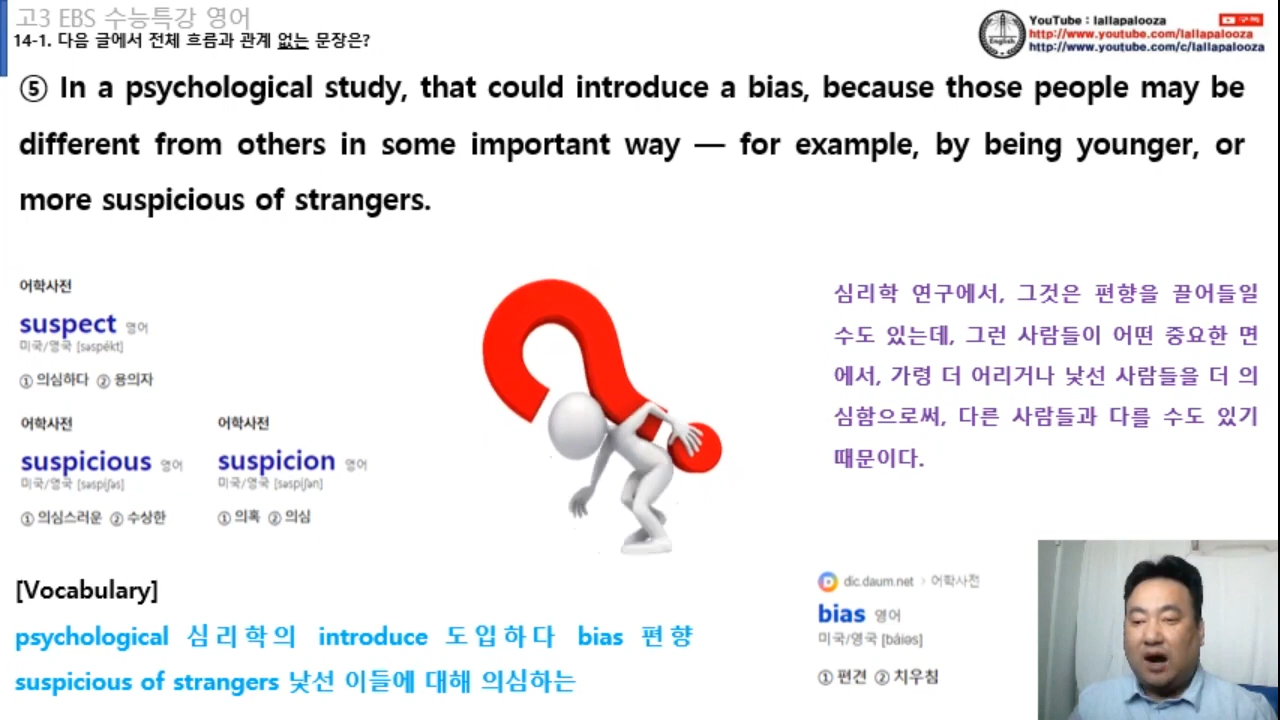 고3 EBS 수능특강 영어
14-1. 다음 글에서 전체 흐름과 관계 없는 문장은?
YouTube : lallapalooza
구독
http://www.youtube.com/lallapalooza
http://www.youtube.com/c/lallapalooza
English
⑤ In a psychological study, that could introduce a bias, because those people may be
different from others in some important way — for example, by being younger, or
more suspicious of strangers.
어학사전
suspect 영어
미국/영국 [səspékt]
① 의심하다 ② 용의자
어학사전
suspicious 영어
미국/영국 [səspíʃəs]
① 의심스러운 ② 수상한
어학사전
suspicion 영어
미국/영국 [səspíʃən]
① 의혹 ② 의심
심리학 연구에서, 그것은 편향을 끌어들일
수도 있는데, 그런 사람들이 어떤 중요한 면
에서, 가령 더 어리거나 낯선 사람들을 더 의
심함으로써, 다른 사람들과 다를 수도 있기
때문이다.
[Vocabulary]
psychological 심리학의 introduce 도입하다 bias 편향
suspicious of strangers 낯선 이들에 대해 의심하는
dic.daum.net › 어학사전
bias 영어
미국/영국 [báiəs]
① 편견 ② 치우침